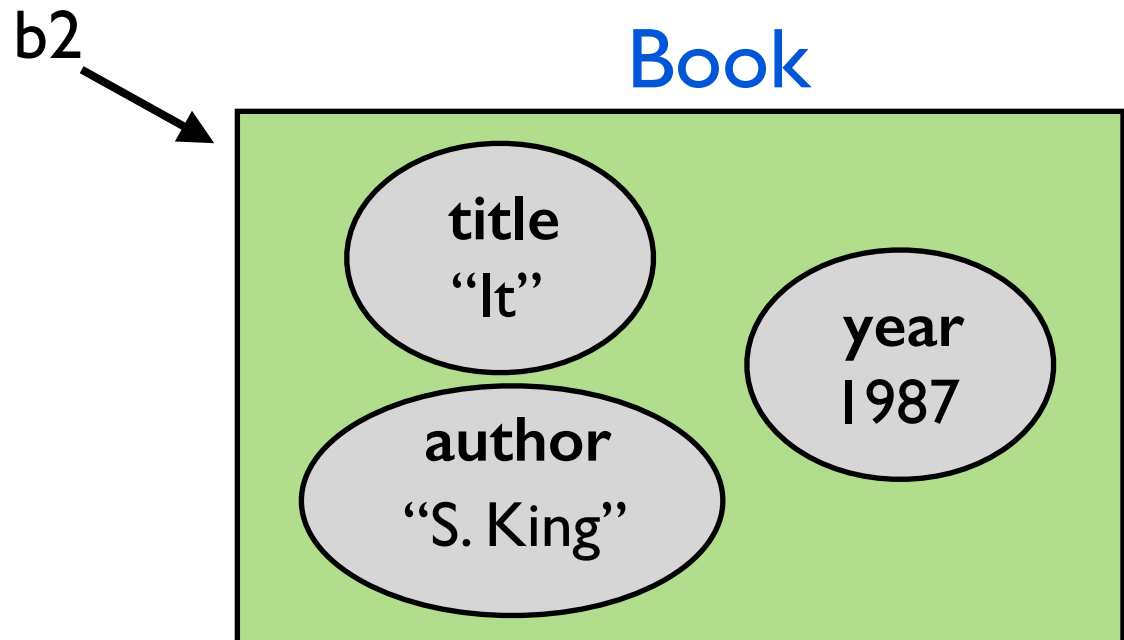 b2
Book
title
“It”
year
1987
author
“S. King”